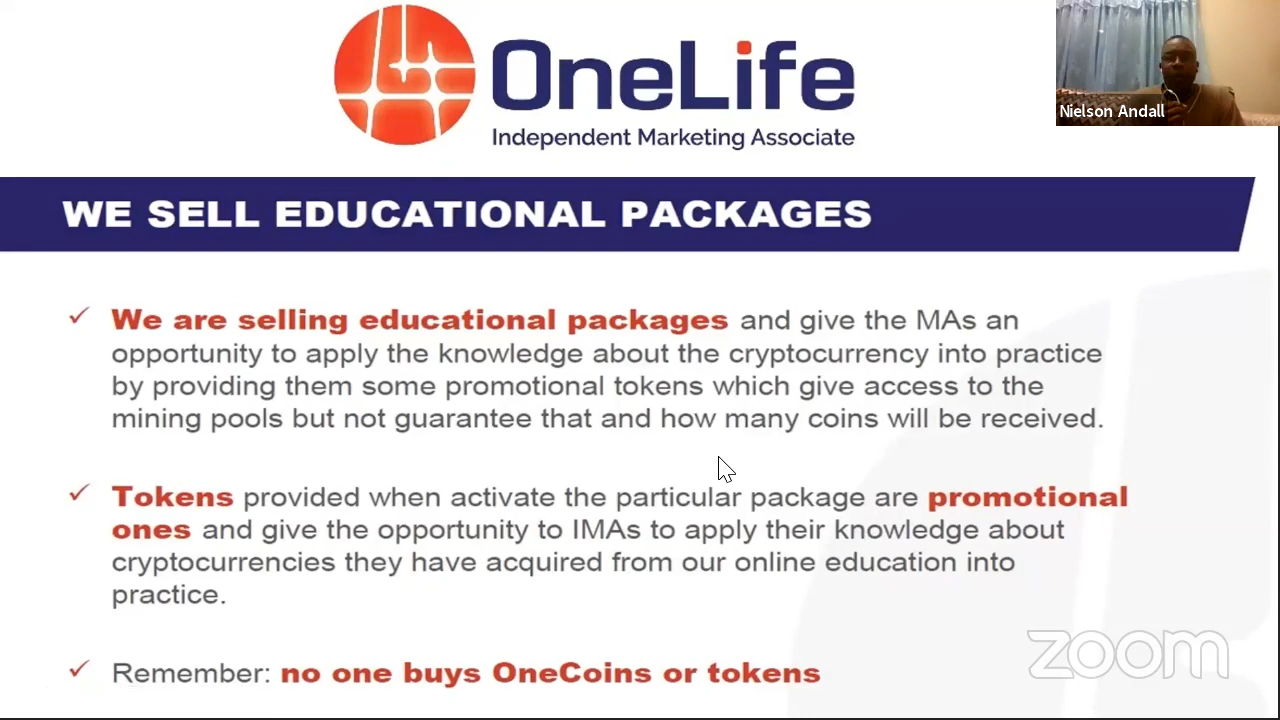 OneLife
Independent Marketing Associate
Nielson Andall
WE SELL EDUCATIONAL PACKAGES
We are selling educational packages and give the MAs an
opportunity to apply the knowledge about the cryptocurrency into practice
by providing them some promotional tokens which give access to the
mining pools but not guarantee that and how many coins will be received.
Tokens provided when activate the particular package are promotional
ones and give the opportunity to IMAs to apply their knowledge about
cryptocurrencies they have acquired from our online education into
practice.
Remember: no one buys OneCoins or tokens
zoom